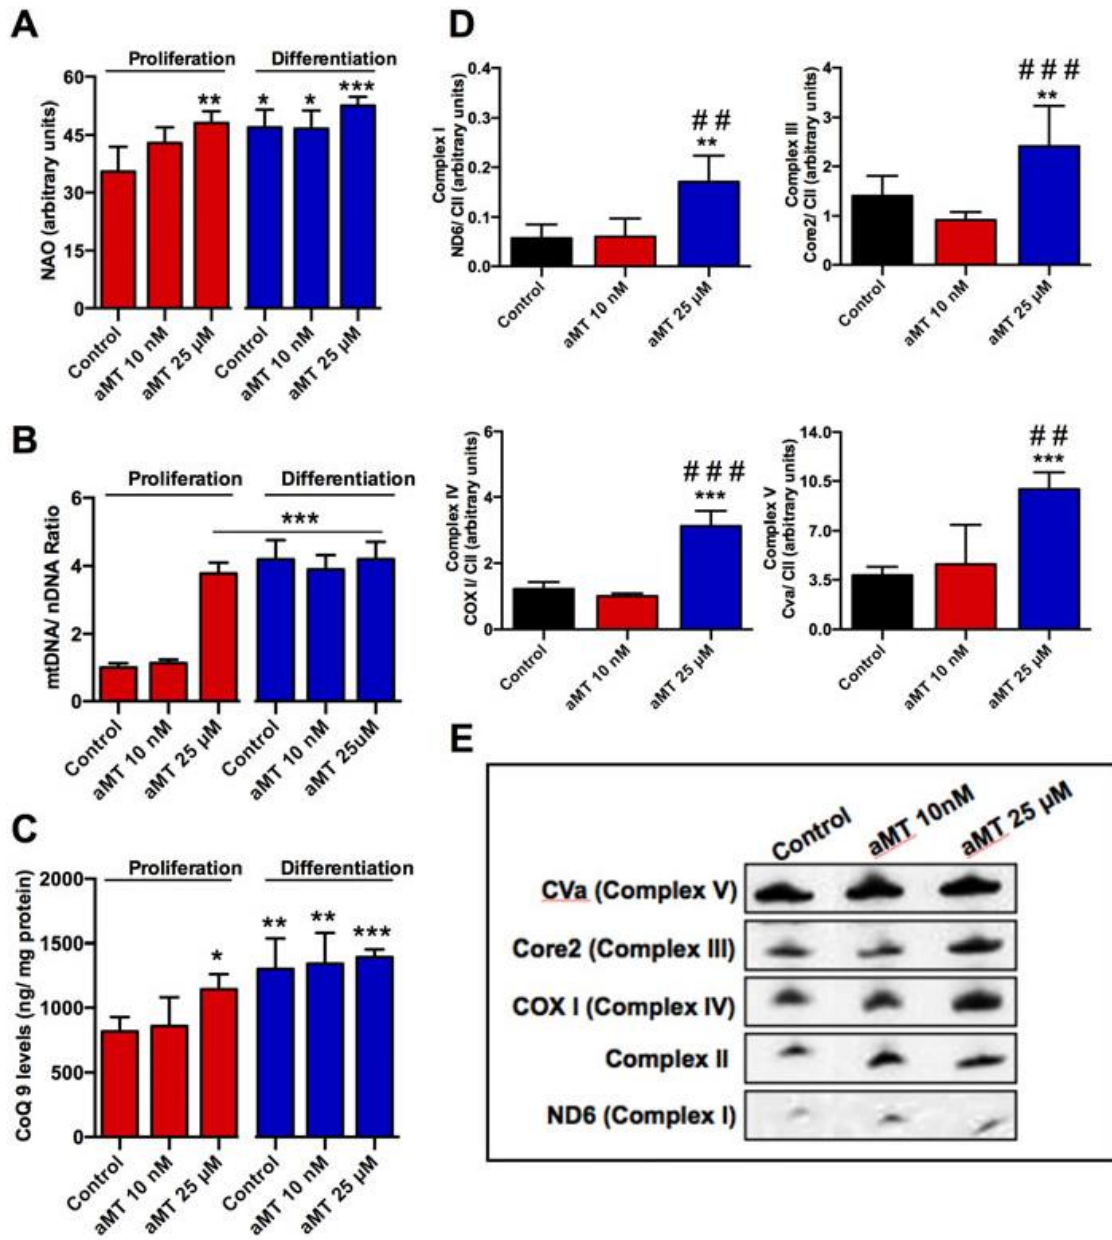 A
Proliferation Differentiation
NAO (arbitrary units)
60
45
30
15
0
** * * ***
Control
aMT 10 nM
aMT 25 µM
Control
aMT 10 nM
aMT 25 µM
B
Proliferation Differentiation
mtDNA/ nDNA Ratio
6
4
2
0
***
Control
aMT 10 nM
aMT 25 µM
Control
aMT 10 nM
aMT 25uM
C
Proliferation Differentiation
CoQ 9 levels (ng/ mg protein)
2000
1500
1000
500
0
* ** ** ***
Control
aMT 10 nM
aMT 25 µM
Control
aMT 10 nM
aMT 25 µM
D
Complex I
ND6/ CII (arbitrary units)
0.4
0.3
0.2
0.1
0.0
# #
**
Control
aMT 10 nM
aMT 25 µM
Complex III
Core2/ CII (arbitrary units)
4
3
2
1
0
# # #
**
Control
aMT 10 nM
aMT 25 µM
Complex IV
COX I/ CII (arbitrary units)
6
4
2
0
# # #
***
Control
aMT 10 nM
aMT 25 µM
Complex V
Cva/ CII (arbitrary units)
14.0
10.5
7.0
3.5
0.0
# #
***
Control
aMT 10 nM
aMT 25 µM
E
Control
aMT 10nM
aMT 25 µM
CVa (Complex V)
Core2 (Complex III)
COX I (Complex IV)
Complex II
ND6 (Complex I)